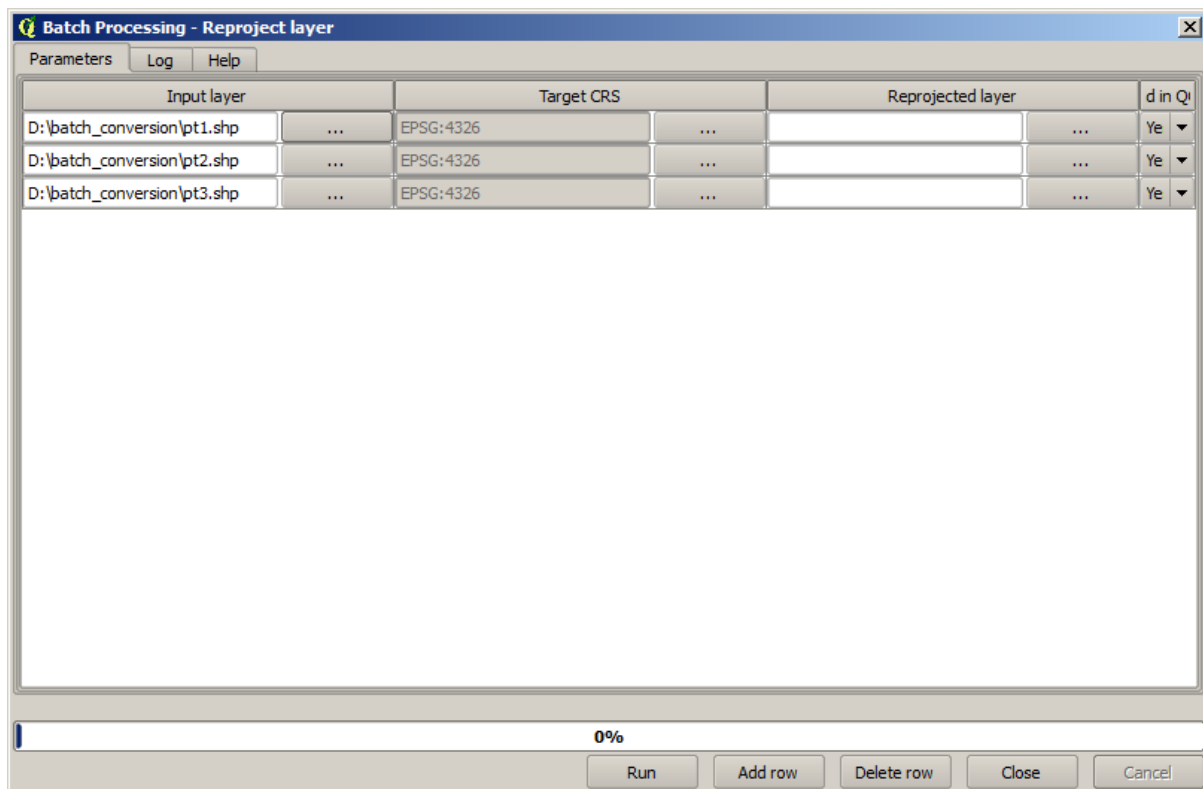 Batch Processing - Reproject layer
Parameters Log Help
Input layer Target CRS Reprojected layer d in Q
D:\batch_conversion\pt1.shp ... EPSG:4326 ... ... Ye
D:\batch_conversion\pt2.shp ... EPSG:4326 ... ... Ye
D:\batch_conversion\pt3.shp ... EPSG:4326 ... ... Ye
0%
Run Add row Delete row Close Cancel